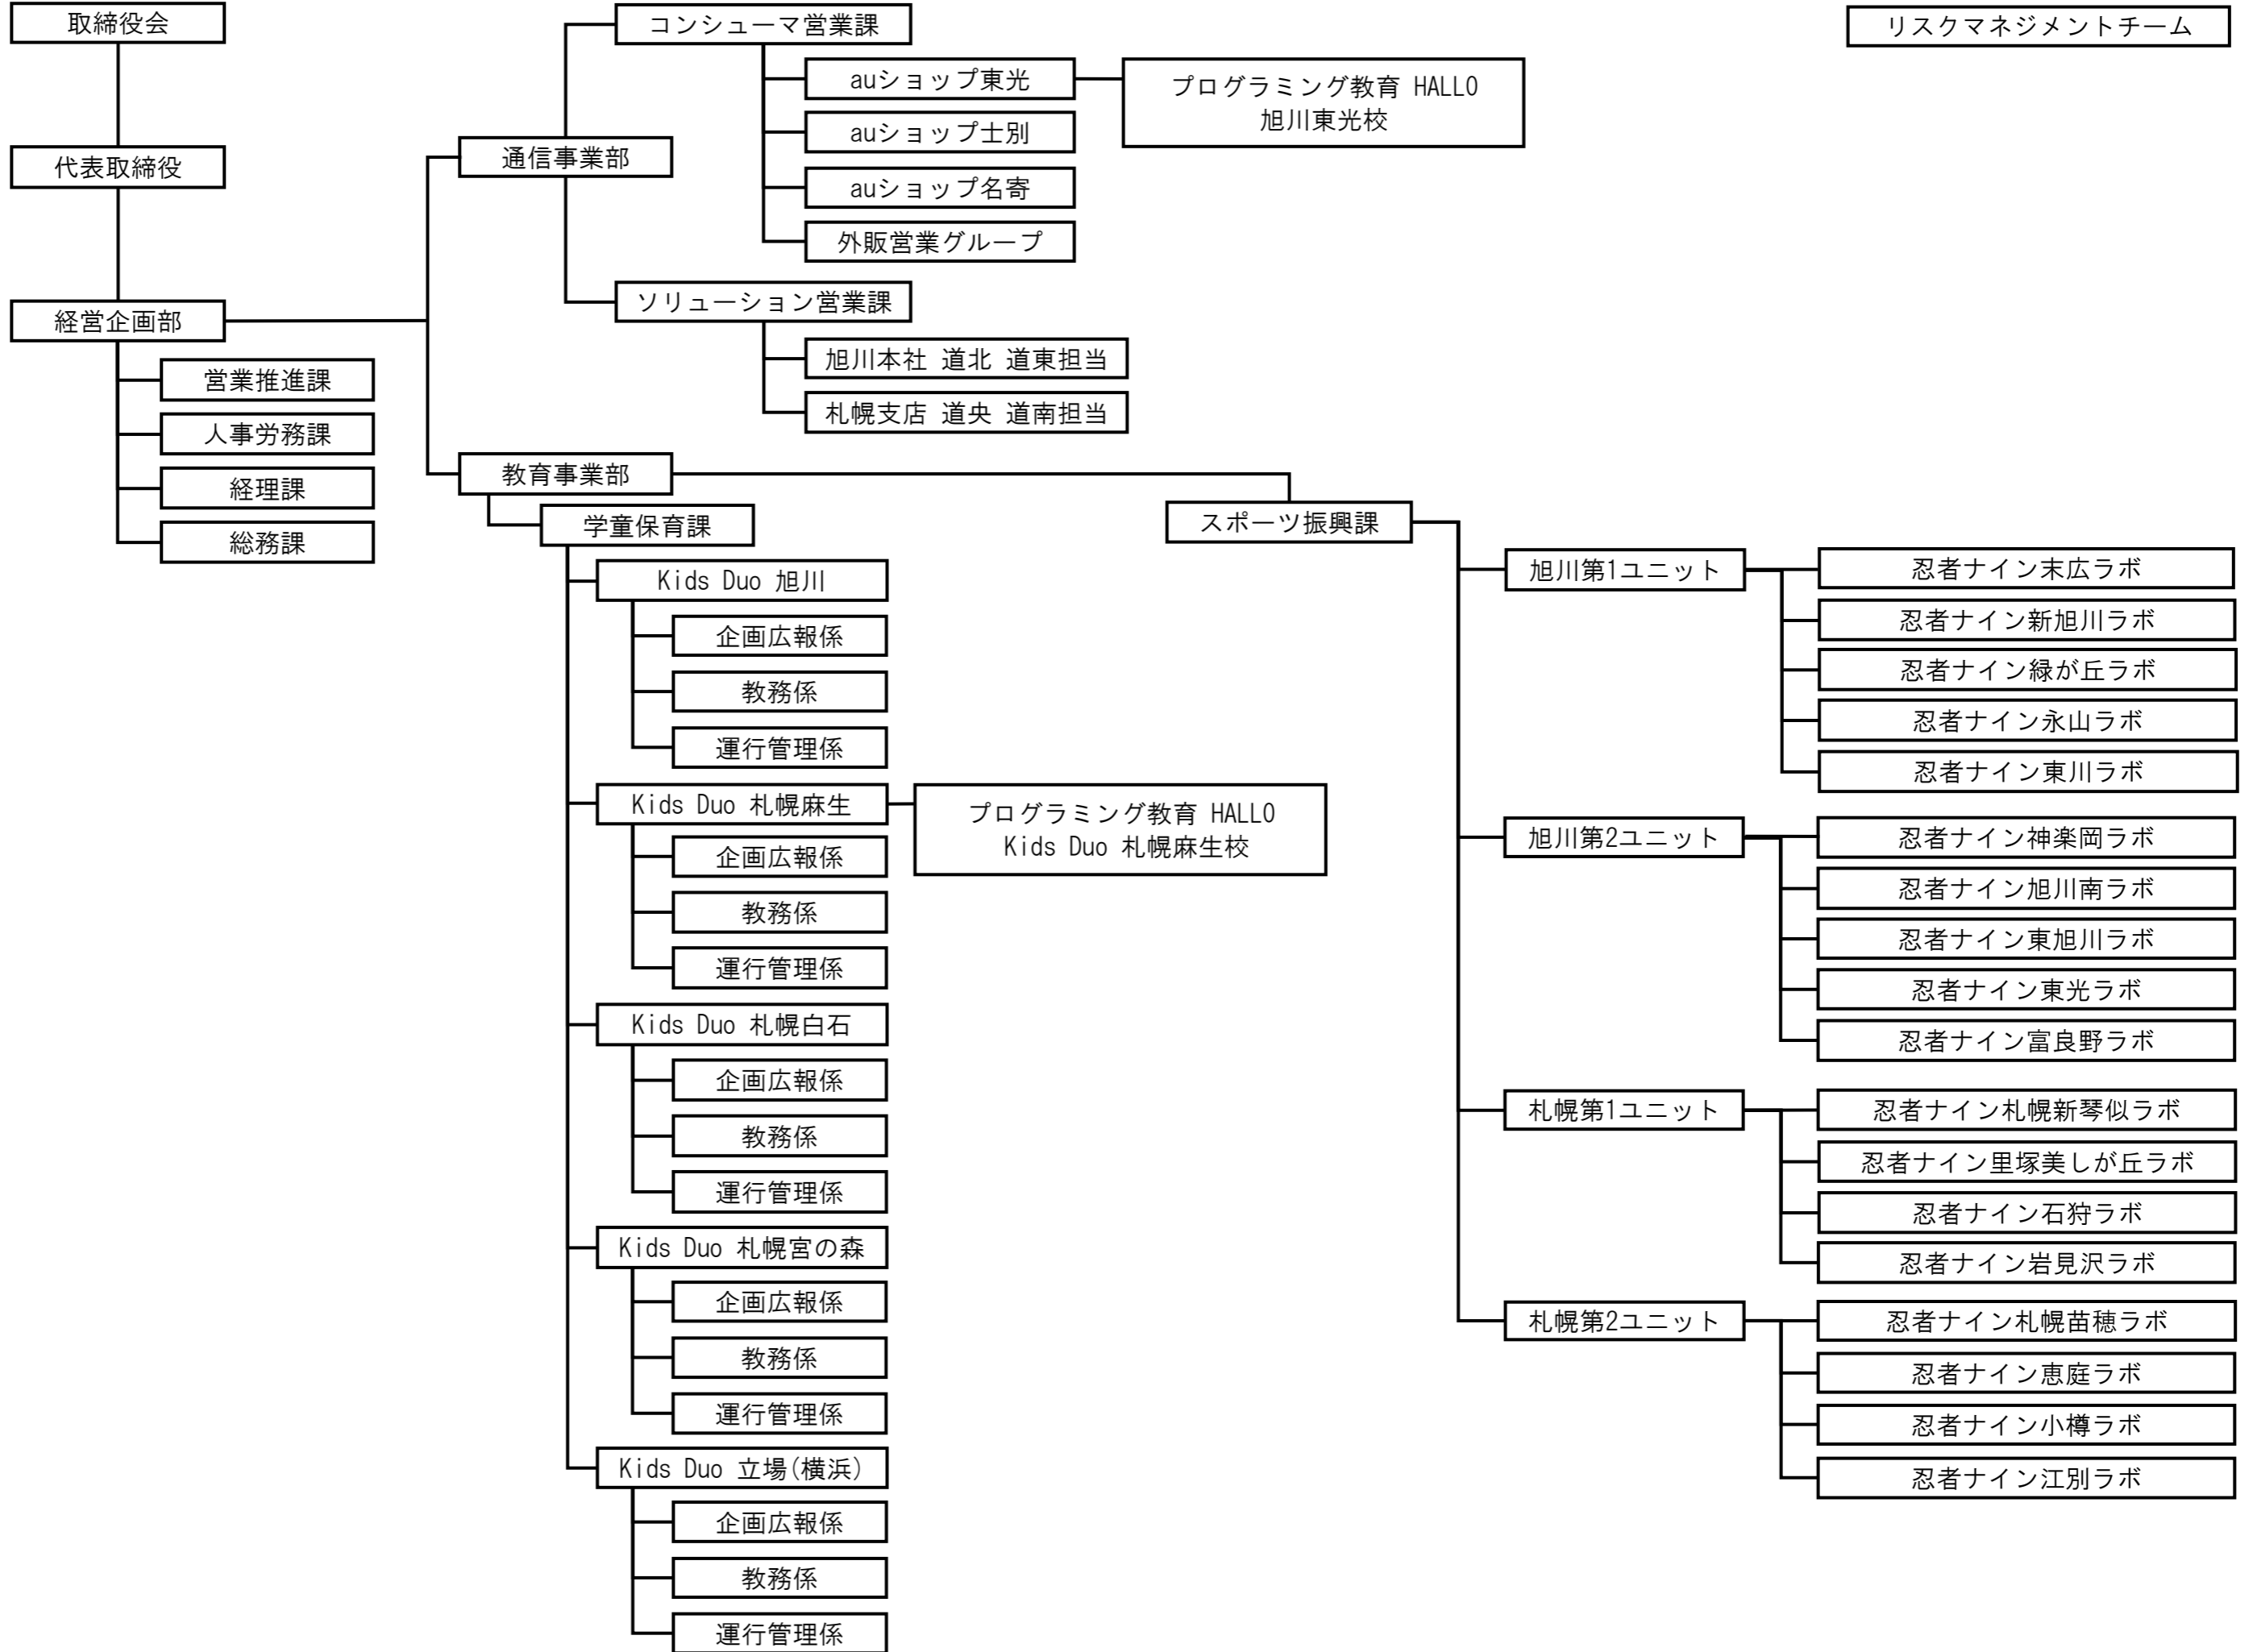 取締役会
代表取締役
経営企画部
営業推進課
人事労務課
経理課
総務課
通信事業部
コンシューマ営業課
auショップ東光
プログラミング教育 HALLO
旭川東光校
auショップ士別
auショップ名寄
外販営業グループ
ソリューション営業課
旭川本社 道北 道東担当
札幌支店 道央 道南担当
教育事業部
学童保育課
Kids Duo 旭川
企画広報係
教務係
運行管理係
Kids Duo 札幌麻生
プログラミング教育 HALLO
Kids Duo 札幌麻生校
企画広報係
教務係
運行管理係
Kids Duo 札幌白石
企画広報係
教務係
運行管理係
Kids Duo 札幌宮の森
企画広報係
教務係
運行管理係
Kids Duo 立場(横浜)
企画広報係
教務係
運行管理係
スポーツ振興課
旭川第1ユニット
忍者ナイン末広ラボ
忍者ナイン新旭川ラボ
忍者ナイン緑が丘ラボ
忍者ナイン永山ラボ
忍者ナイン東川ラボ
旭川第2ユニット
忍者ナイン神楽岡ラボ
忍者ナイン旭川南ラボ
忍者ナイン東旭川ラボ
忍者ナイン東光ラボ
忍者ナイン富良野ラボ
札幌第1ユニット
忍者ナイン札幌新琴似ラボ
忍者ナイン里塚美しが丘ラボ
忍者ナイン石狩ラボ
忍者ナイン岩見沢ラボ
札幌第2ユニット
忍者ナイン札幌苗穂ラボ
忍者ナイン恵庭ラボ
忍者ナイン小樽ラボ
忍者ナイン江別ラボ
リスクマネジメントチーム